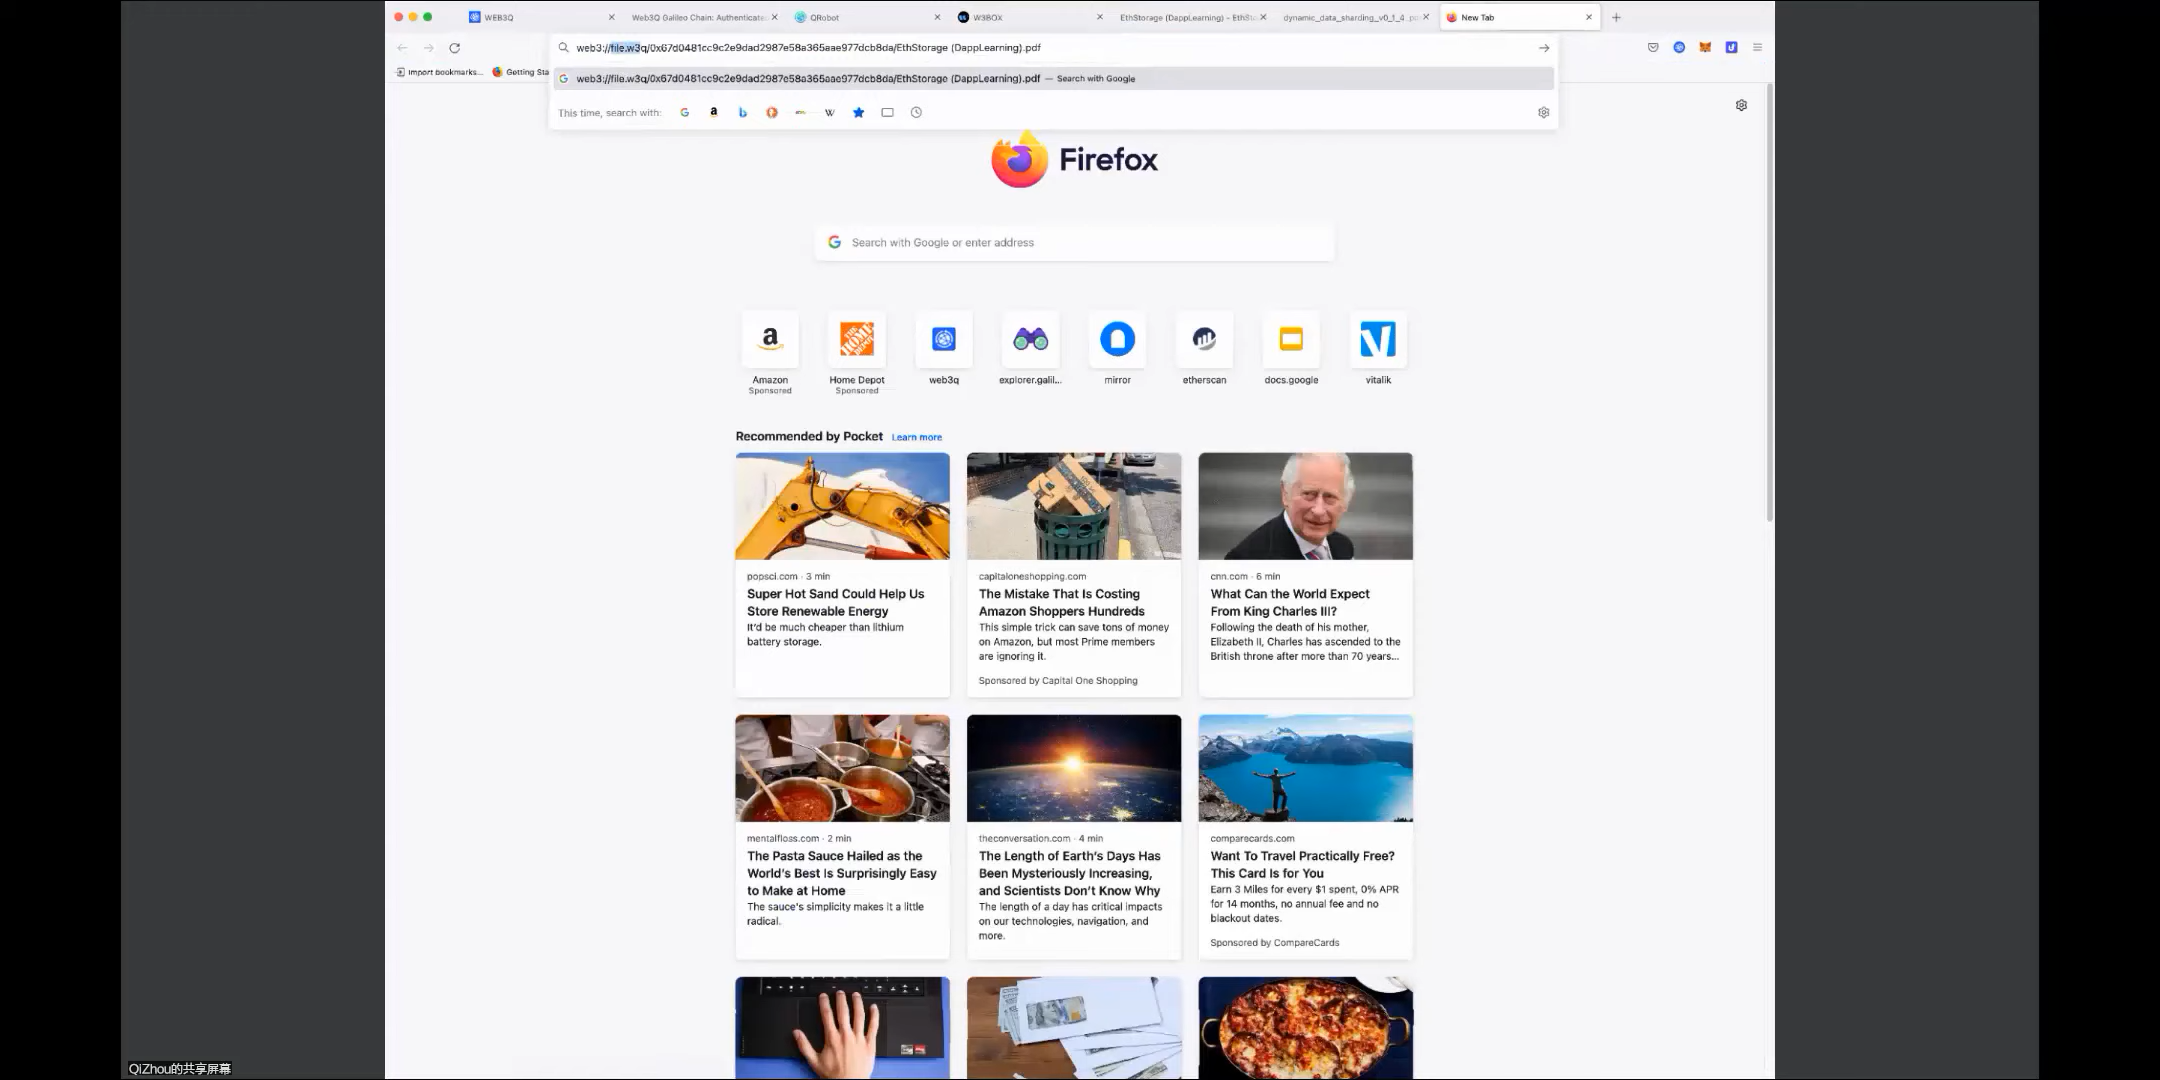 WEB3Q
Web3Q Galileo Chain: Authenticate
QRobot
W3BOX
EthStorage (DappLearning) - EthSt
dynamic_data_sharding_v0_1_4.p
New Tab
web3://file.w3q/0x67d0481cc9c2e9dad2987e58a365aae977dcb8da/EthStorage (DappLearning).pdf
Import bookmarks...
Getting Sta
web3://file.w3q/0x67d0481cc9c2e9dad2987e58a365aae977dcb8da/EthStorage (DappLearning).pdf — Search with Google
This time, search with:
Firefox
Search with Google or enter address
Amazon
Sponsored
Home Depot
Sponsored
web3q
explorer.galil...
mirror
etherscan
docs.google
vitalik
Recommended by Pocket Learn more
popsci.com · 3 min
Super Hot Sand Could Help Us
Store Renewable Energy
It'd be much cheaper than lithium
battery storage.
capitaloneshopping.com
The Mistake That Is Costing
Amazon Shoppers Hundreds
This simple trick can save tons of money
on Amazon, but most Prime members
are ignoring it.
Sponsored by Capital One Shopping
cnn.com · 6 min
What Can the World Expect
From King Charles III?
Following the death of his mother,
Elizabeth II, Charles has ascended to the
British throne after more than 70 years...
mentalfloss.com · 2 min
The Pasta Sauce Hailed as the
World's Best Is Surprisingly Easy
to Make at Home
The sauce's simplicity makes it a little
radical.
theconversation.com · 4 min
The Length of Earth's Days Has
Been Mysteriously Increasing,
and Scientists Don't Know Why
The length of a day has critical impacts
on our technologies, navigation, and
more.
comparecards.com
Want To Travel Practically Free?
This Card Is for You
Earn 3 Miles for every $1 spent, 0% APR
for 14 months, no annual fee and no
blackout dates.
Sponsored by CompareCards
QiZhou的共享屏幕